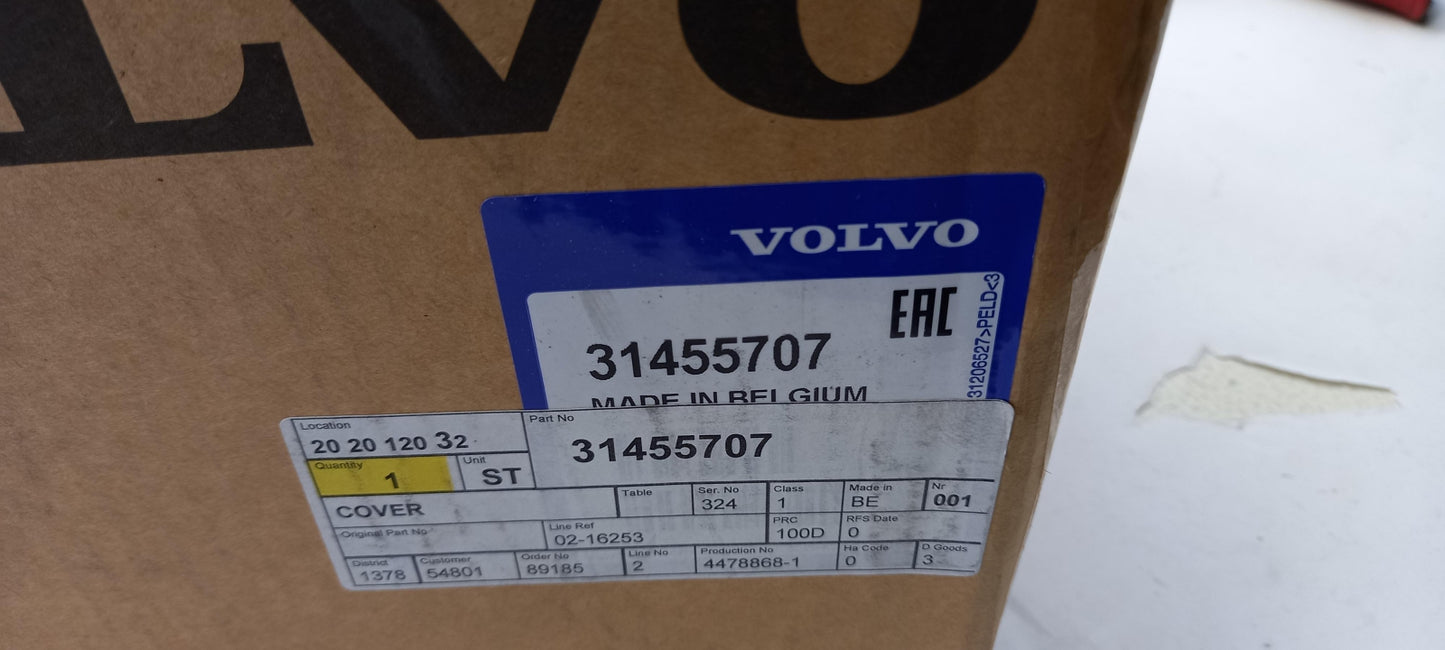 LVO
VOLVO
EAC
31455707
MADE IN BELGIUM
31206527>PELD<3
Location
20 20 120 32
Part No
31455707
Quantity
1
Unit
ST
COVER
Table
Ser. No
324
Class
1
Made in
BE
Nr
001
Original Part No
Line Ref
02-16253
PRC
100D
RFS Date
0
District
1378
Customer
54801
Order No
89185
Line No
2
Production No
4478868-1
Ha Code
0
D Goods
3